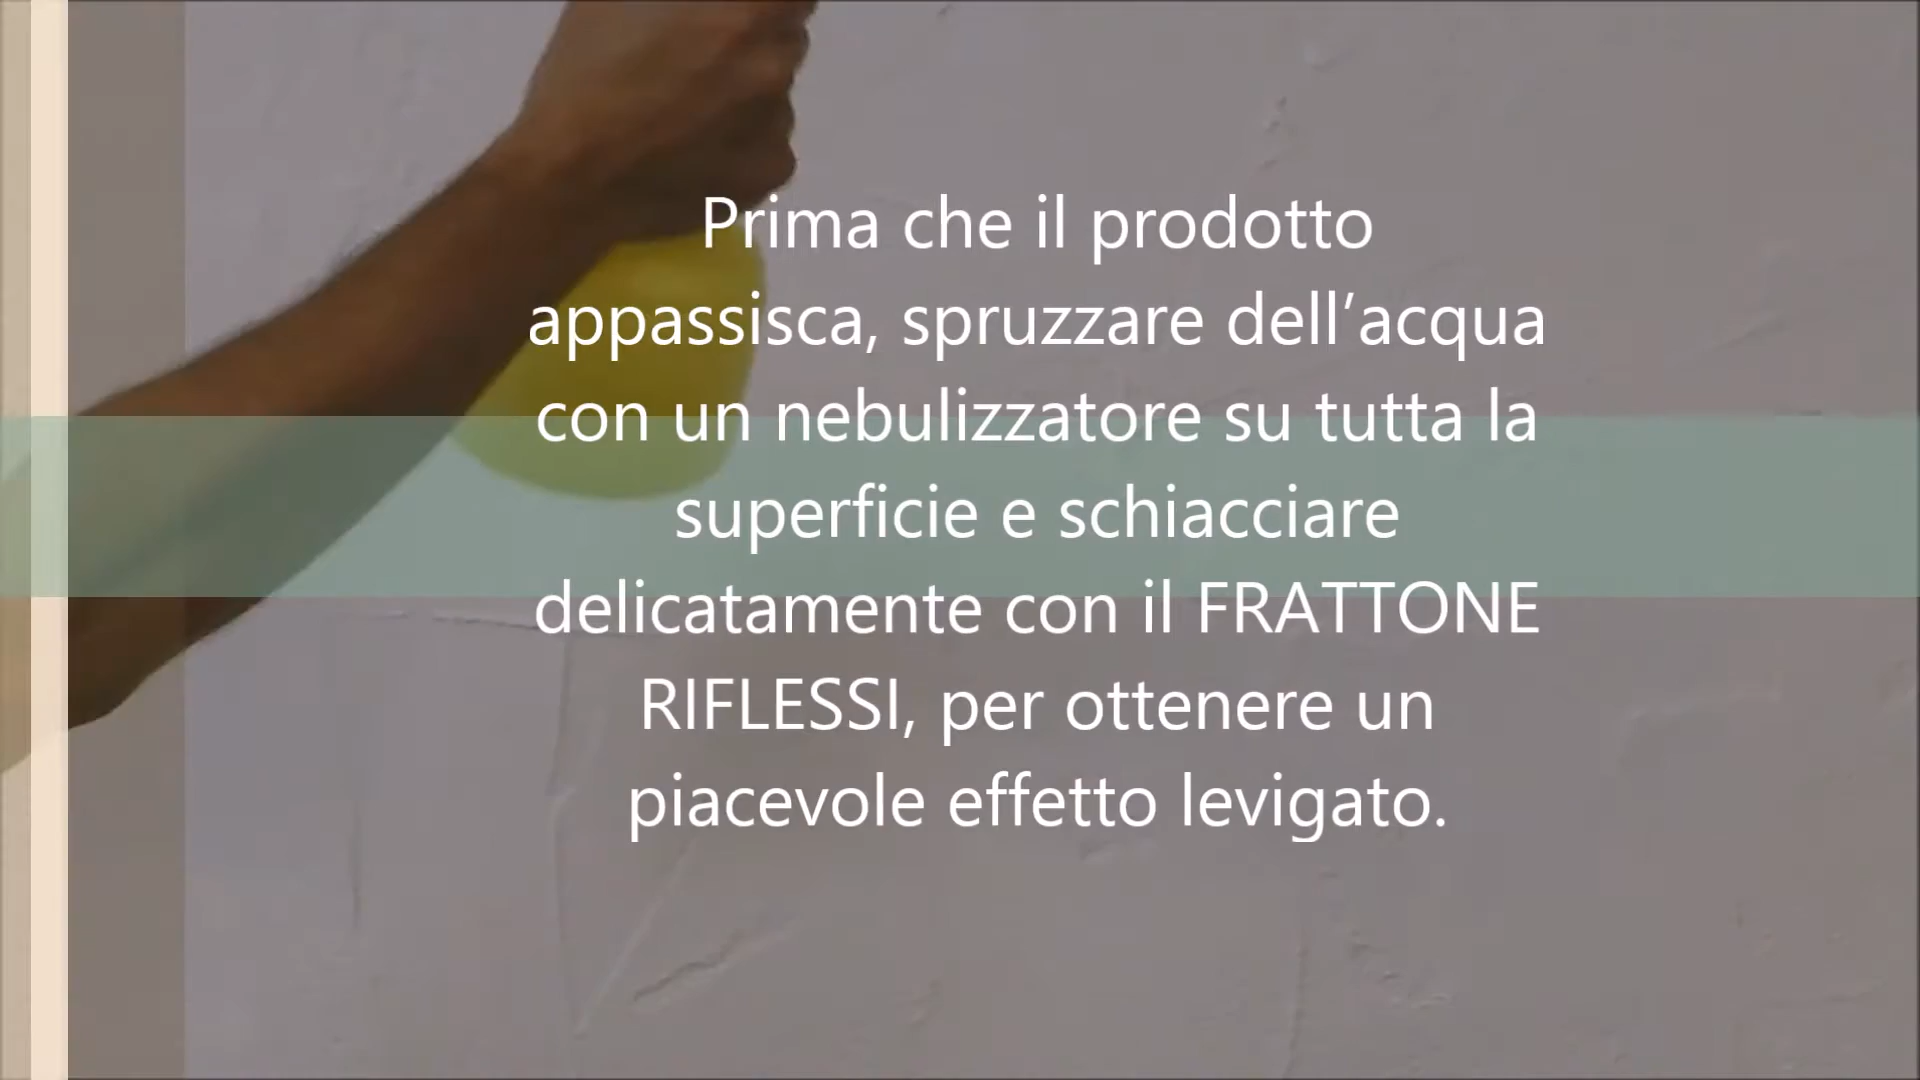 Prima che il prodotto
appassisca, spruzzare dell’acqua
con un nebulizzatore su tutta la
superficie e schiacciare
delicatamente con il FRATTONE
RIFLESSI, per ottenere un
piacevole effetto levigato.